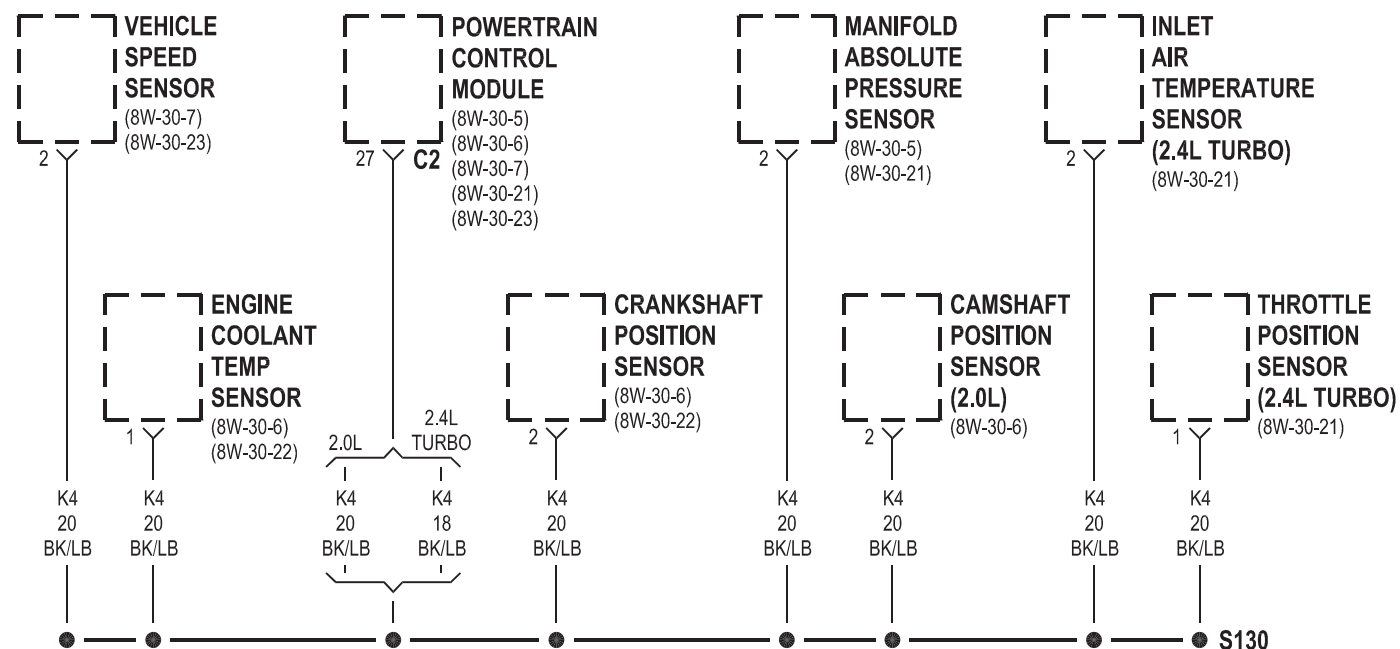 VEHICLE
SPEED
SENSOR
(8W-30-7)
(8W-30-23)
2
POWERTRAIN
CONTROL
MODULE
(8W-30-5)
(8W-30-6)
(8W-30-7)
(8W-30-21)
(8W-30-23)
27
C2
MANIFOLD
ABSOLUTE
PRESSURE
SENSOR
(8W-30-5)
(8W-30-21)
2
INLET
AIR
TEMPERATURE
SENSOR
(2.4L TURBO)
(8W-30-21)
2
ENGINE
COOLANT
TEMP
SENSOR
(8W-30-6)
(8W-30-22)
1
2.0L
2.4L
TURBO
CRANKSHAFT
POSITION
SENSOR
(8W-30-6)
(8W-30-22)
2
CAMSHAFT
POSITION
SENSOR
(2.0L)
(8W-30-6)
2
THROTTLE
POSITION
SENSOR
(2.4L TURBO)
(8W-30-21)
1
K4
20
BK/LB
K4
20
BK/LB
K4
20
BK/LB
K4
18
BK/LB
K4
20
BK/LB
K4
20
BK/LB
K4
20
BK/LB
K4
20
BK/LB
K4
20
BK/LB
S130